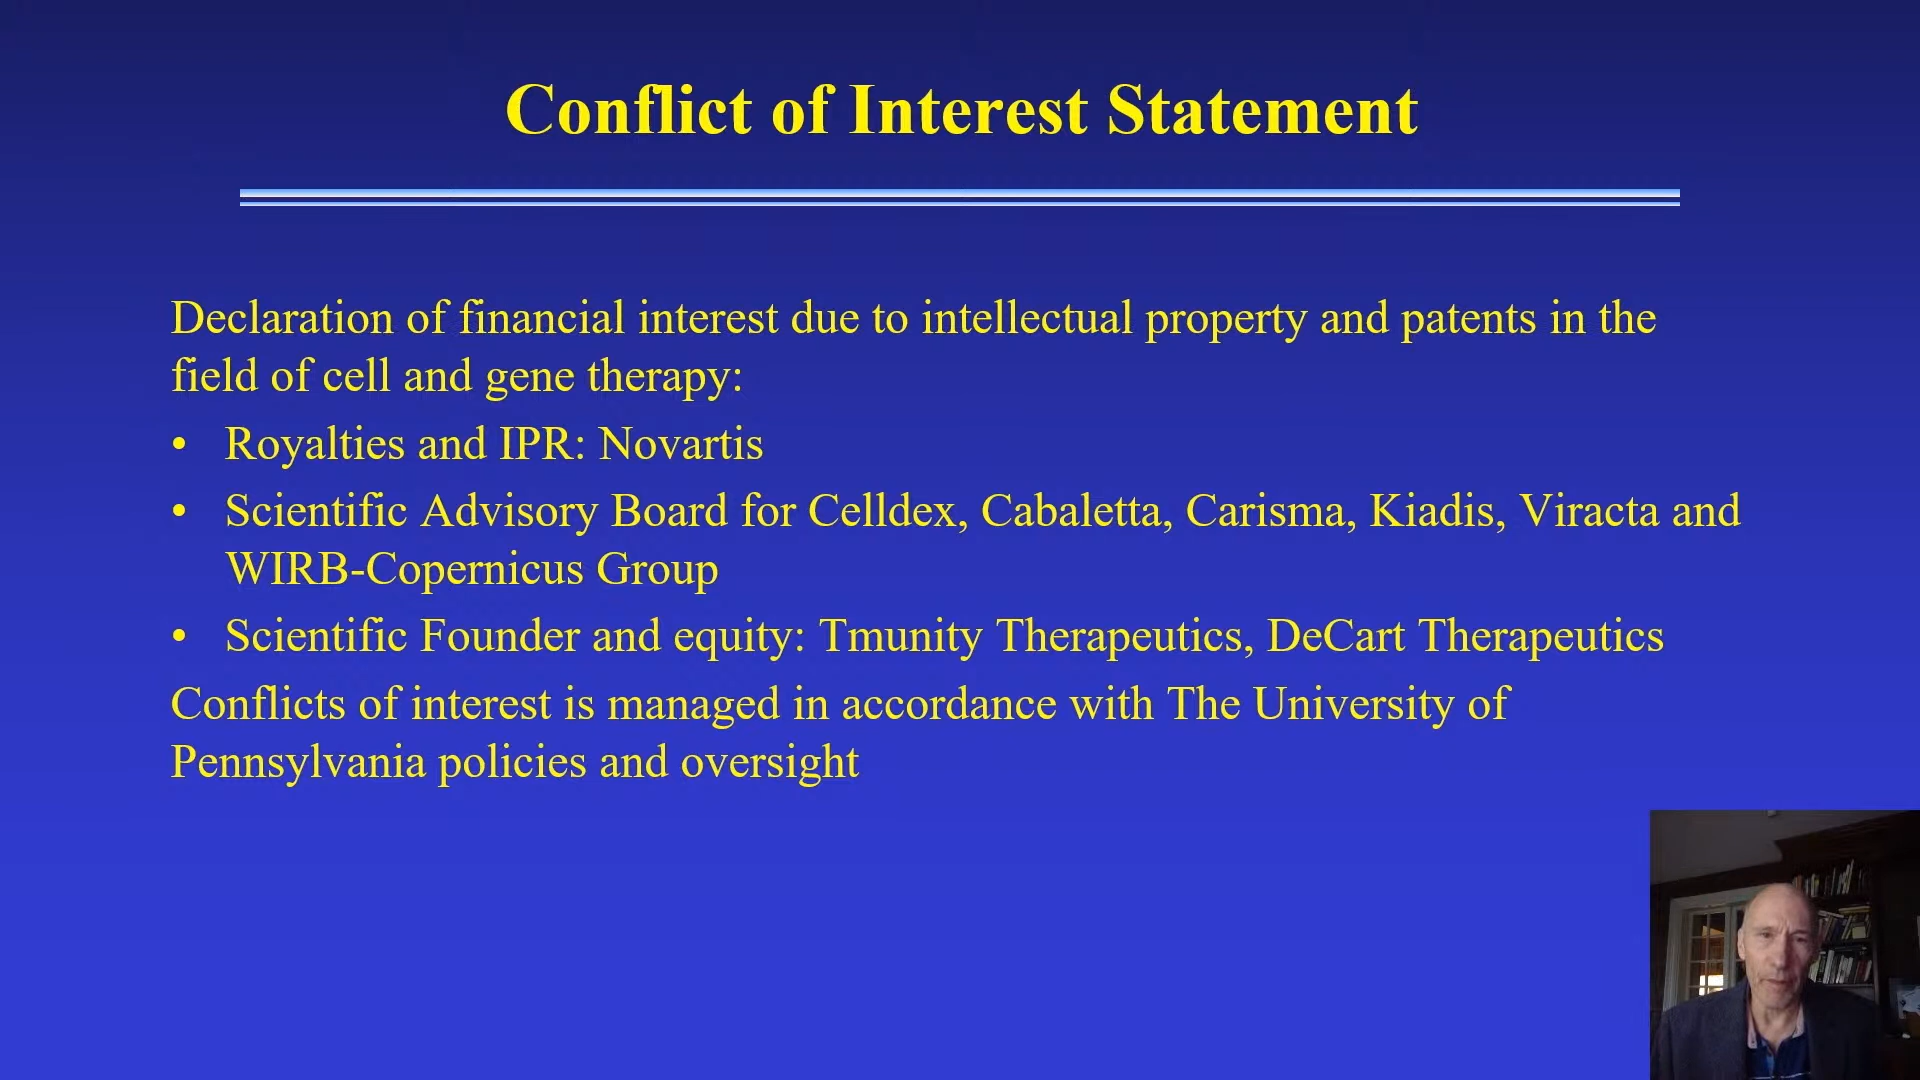 Conflict of Interest Statement
Declaration of financial interest due to intellectual property and patents in the
field of cell and gene therapy:
• Royalties and IPR: Novartis
• Scientific Advisory Board for Celldex, Cabaletta, Carisma, Kiadis, Viracta and
WIRB-Copernicus Group
• Scientific Founder and equity: Tmunity Therapeutics, DeCart Therapeutics
Conflicts of interest is managed in accordance with The University of
Pennsylvania policies and oversight